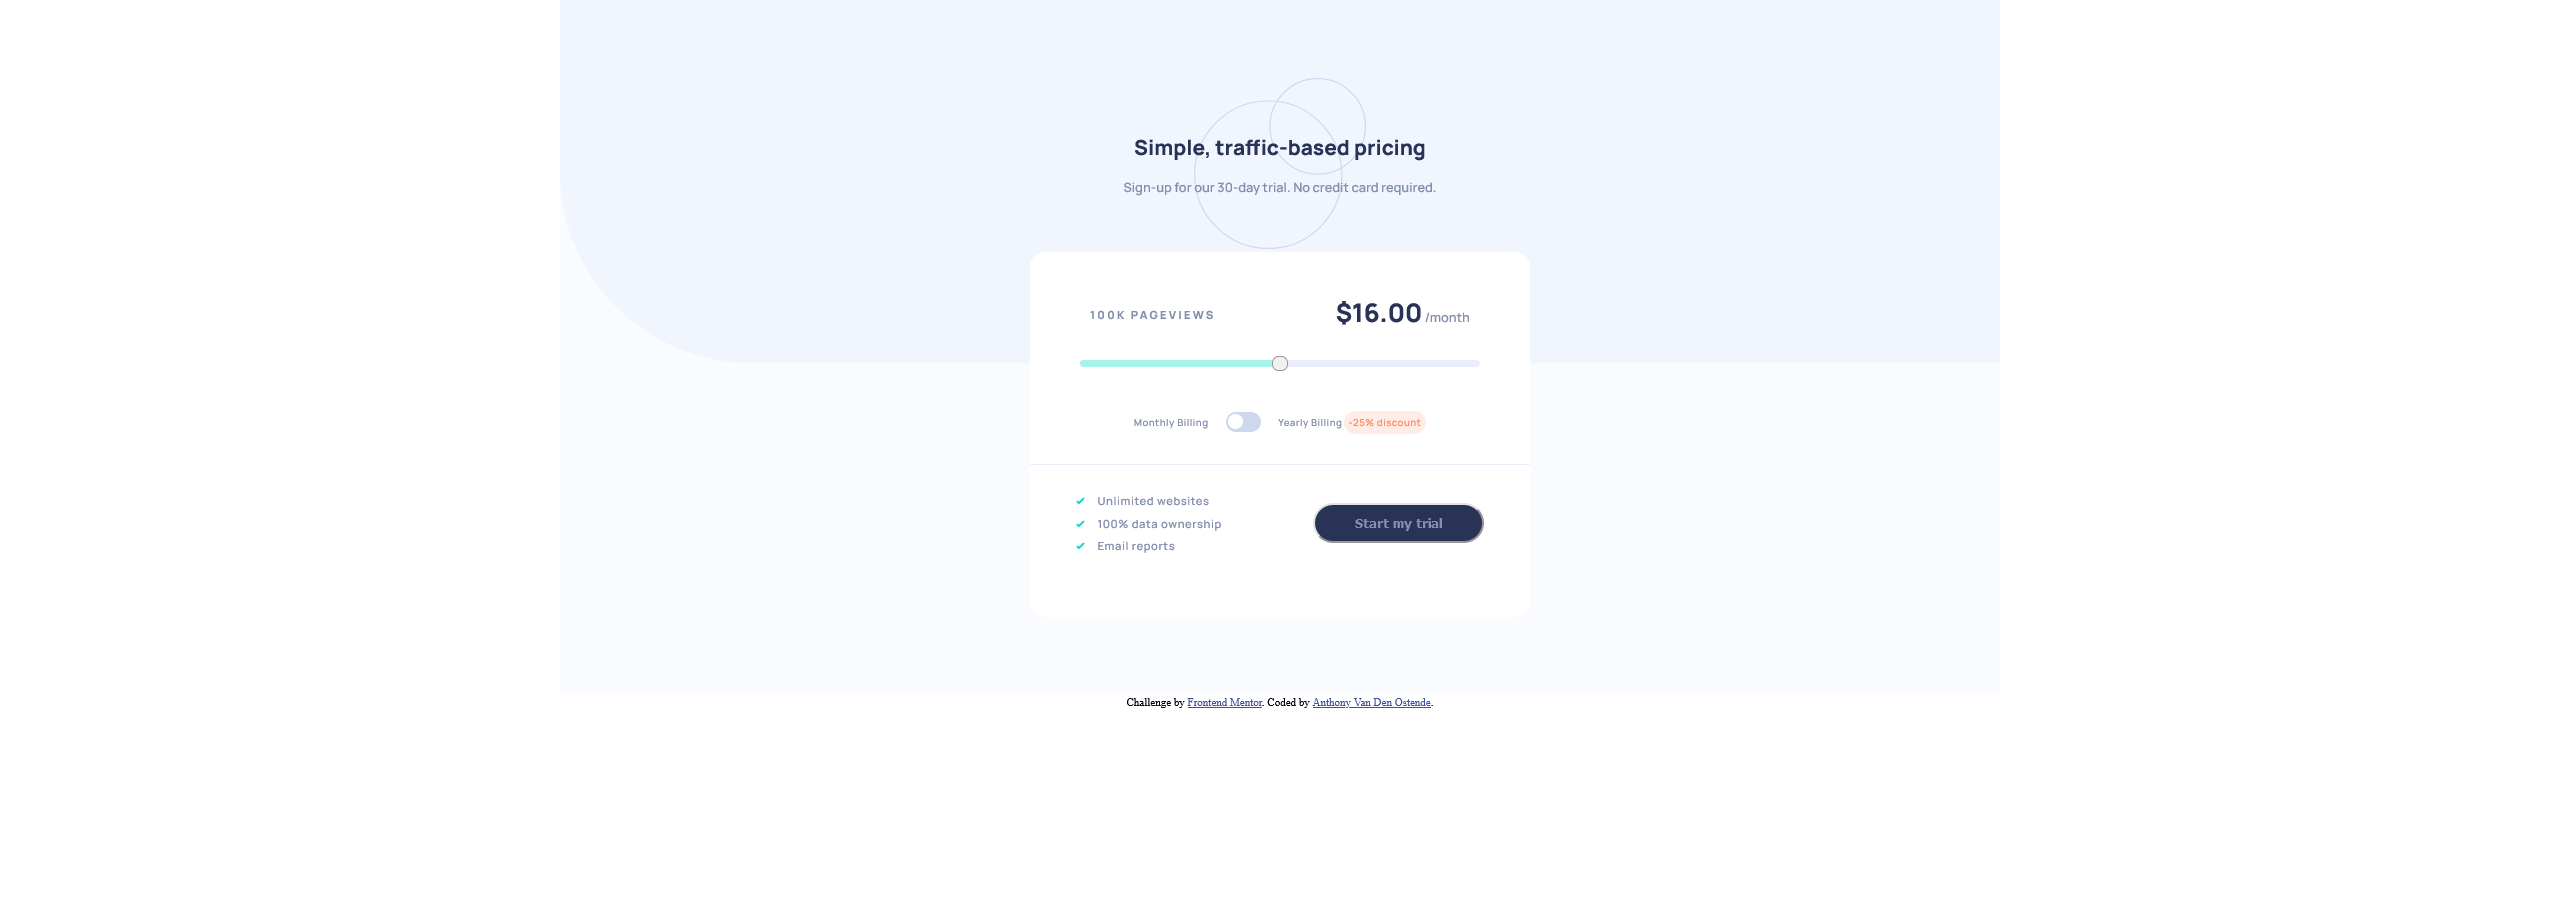 Simple, traffic-based pricing
Sign-up for our 30-day trial. No credit card required.
100K PAGEVIEWS
$16.00 /month
Monthly Billing
Yearly Billing -25% discount
Unlimited websites
100% data ownership
Email reports
Start my trial
Challenge by Frontend Mentor. Coded by Anthony Van Den Ostende.